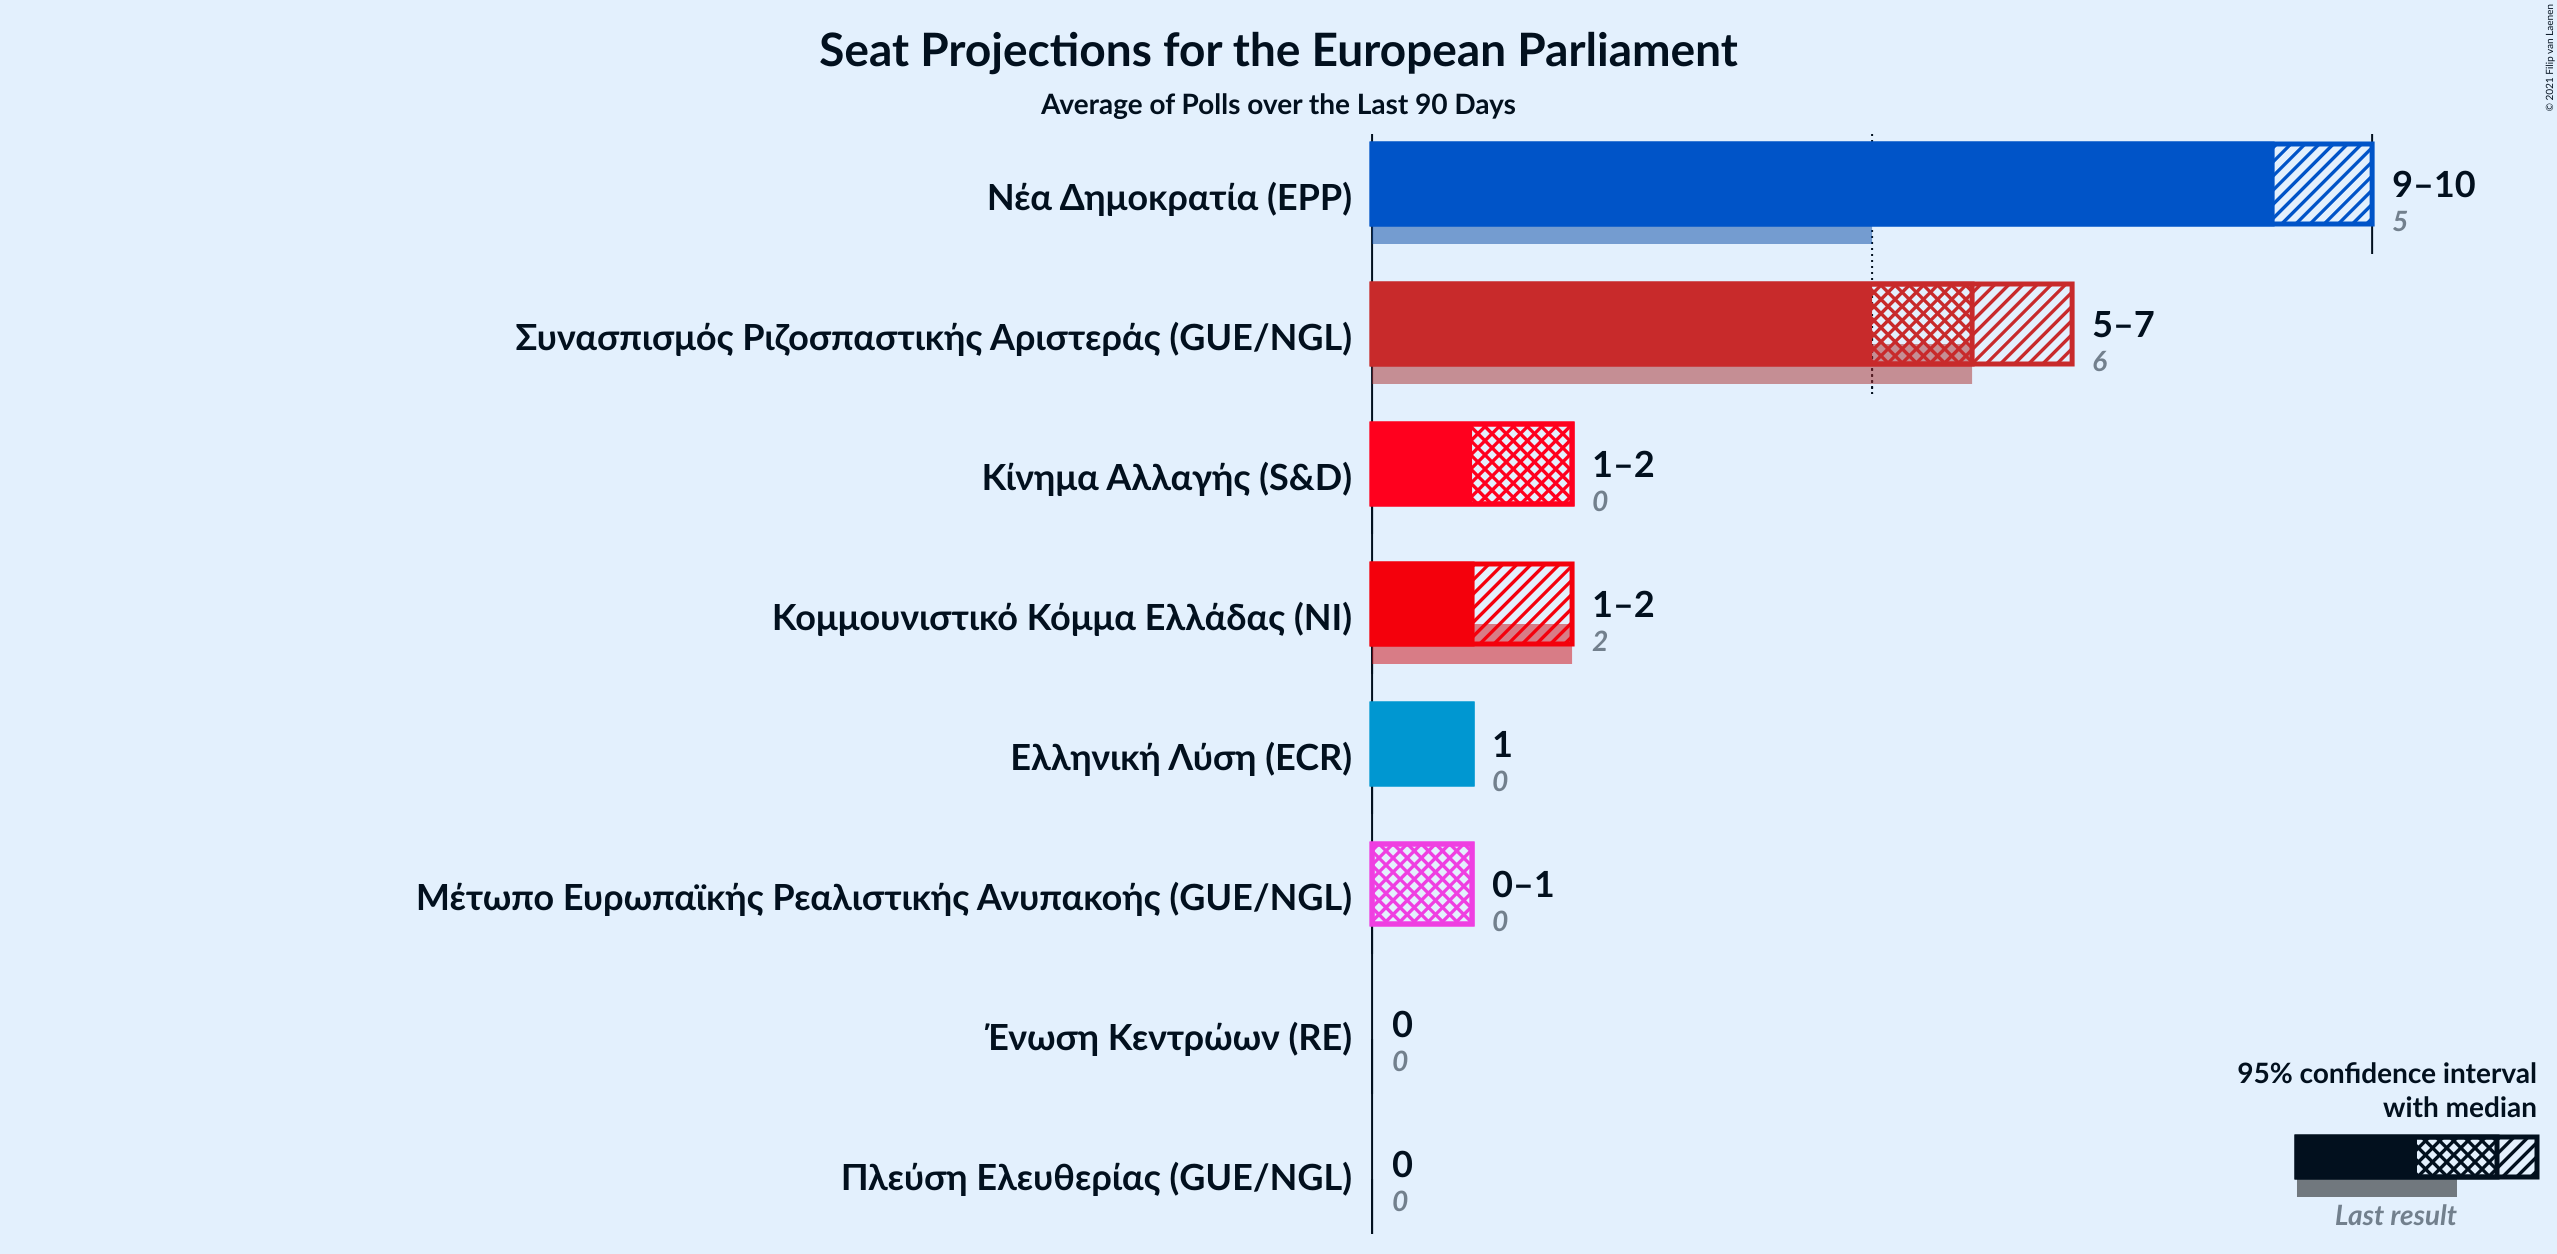 Seat Projections for the European Parliament
Average of Polls over the Last 90 Days
© 2021 Filip van Laenen
Νέα Δημοκρατία (EPP)
9–10
5
Συνασπισμός Ριζοσπαστικής Αριστεράς (GUE/NGL)
5–7
6
Κίνημα Αλλαγής (S&D)
1–2
0
Κομμουνιστικό Κόμμα Ελλάδας (NI)
1–2
2
Ελληνική Λύση (ECR)
1
0
Μέτωπο Ευρωπαϊκής Ρεαλιστικής Ανυπακοής (GUE/NGL)
0–1
0
Ένωση Κεντρώων (RE)
0
0
Πλεύση Ελευθερίας (GUE/NGL)
0
0
95% confidence interval
with median
Last result